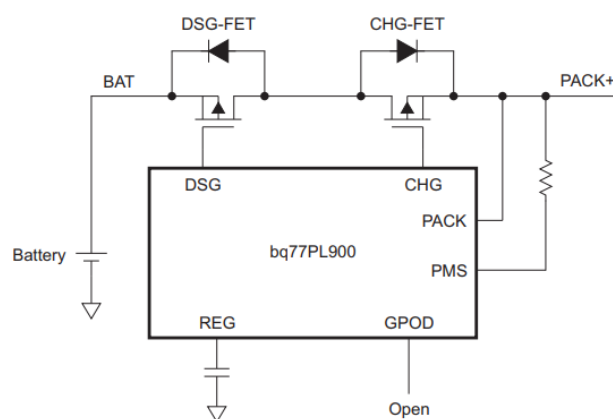 DSG-FET
CHG-FET
BAT
PACK+
DSG
CHG
PACK
Battery
bq77PL900
PMS
REG
GPOD
Open